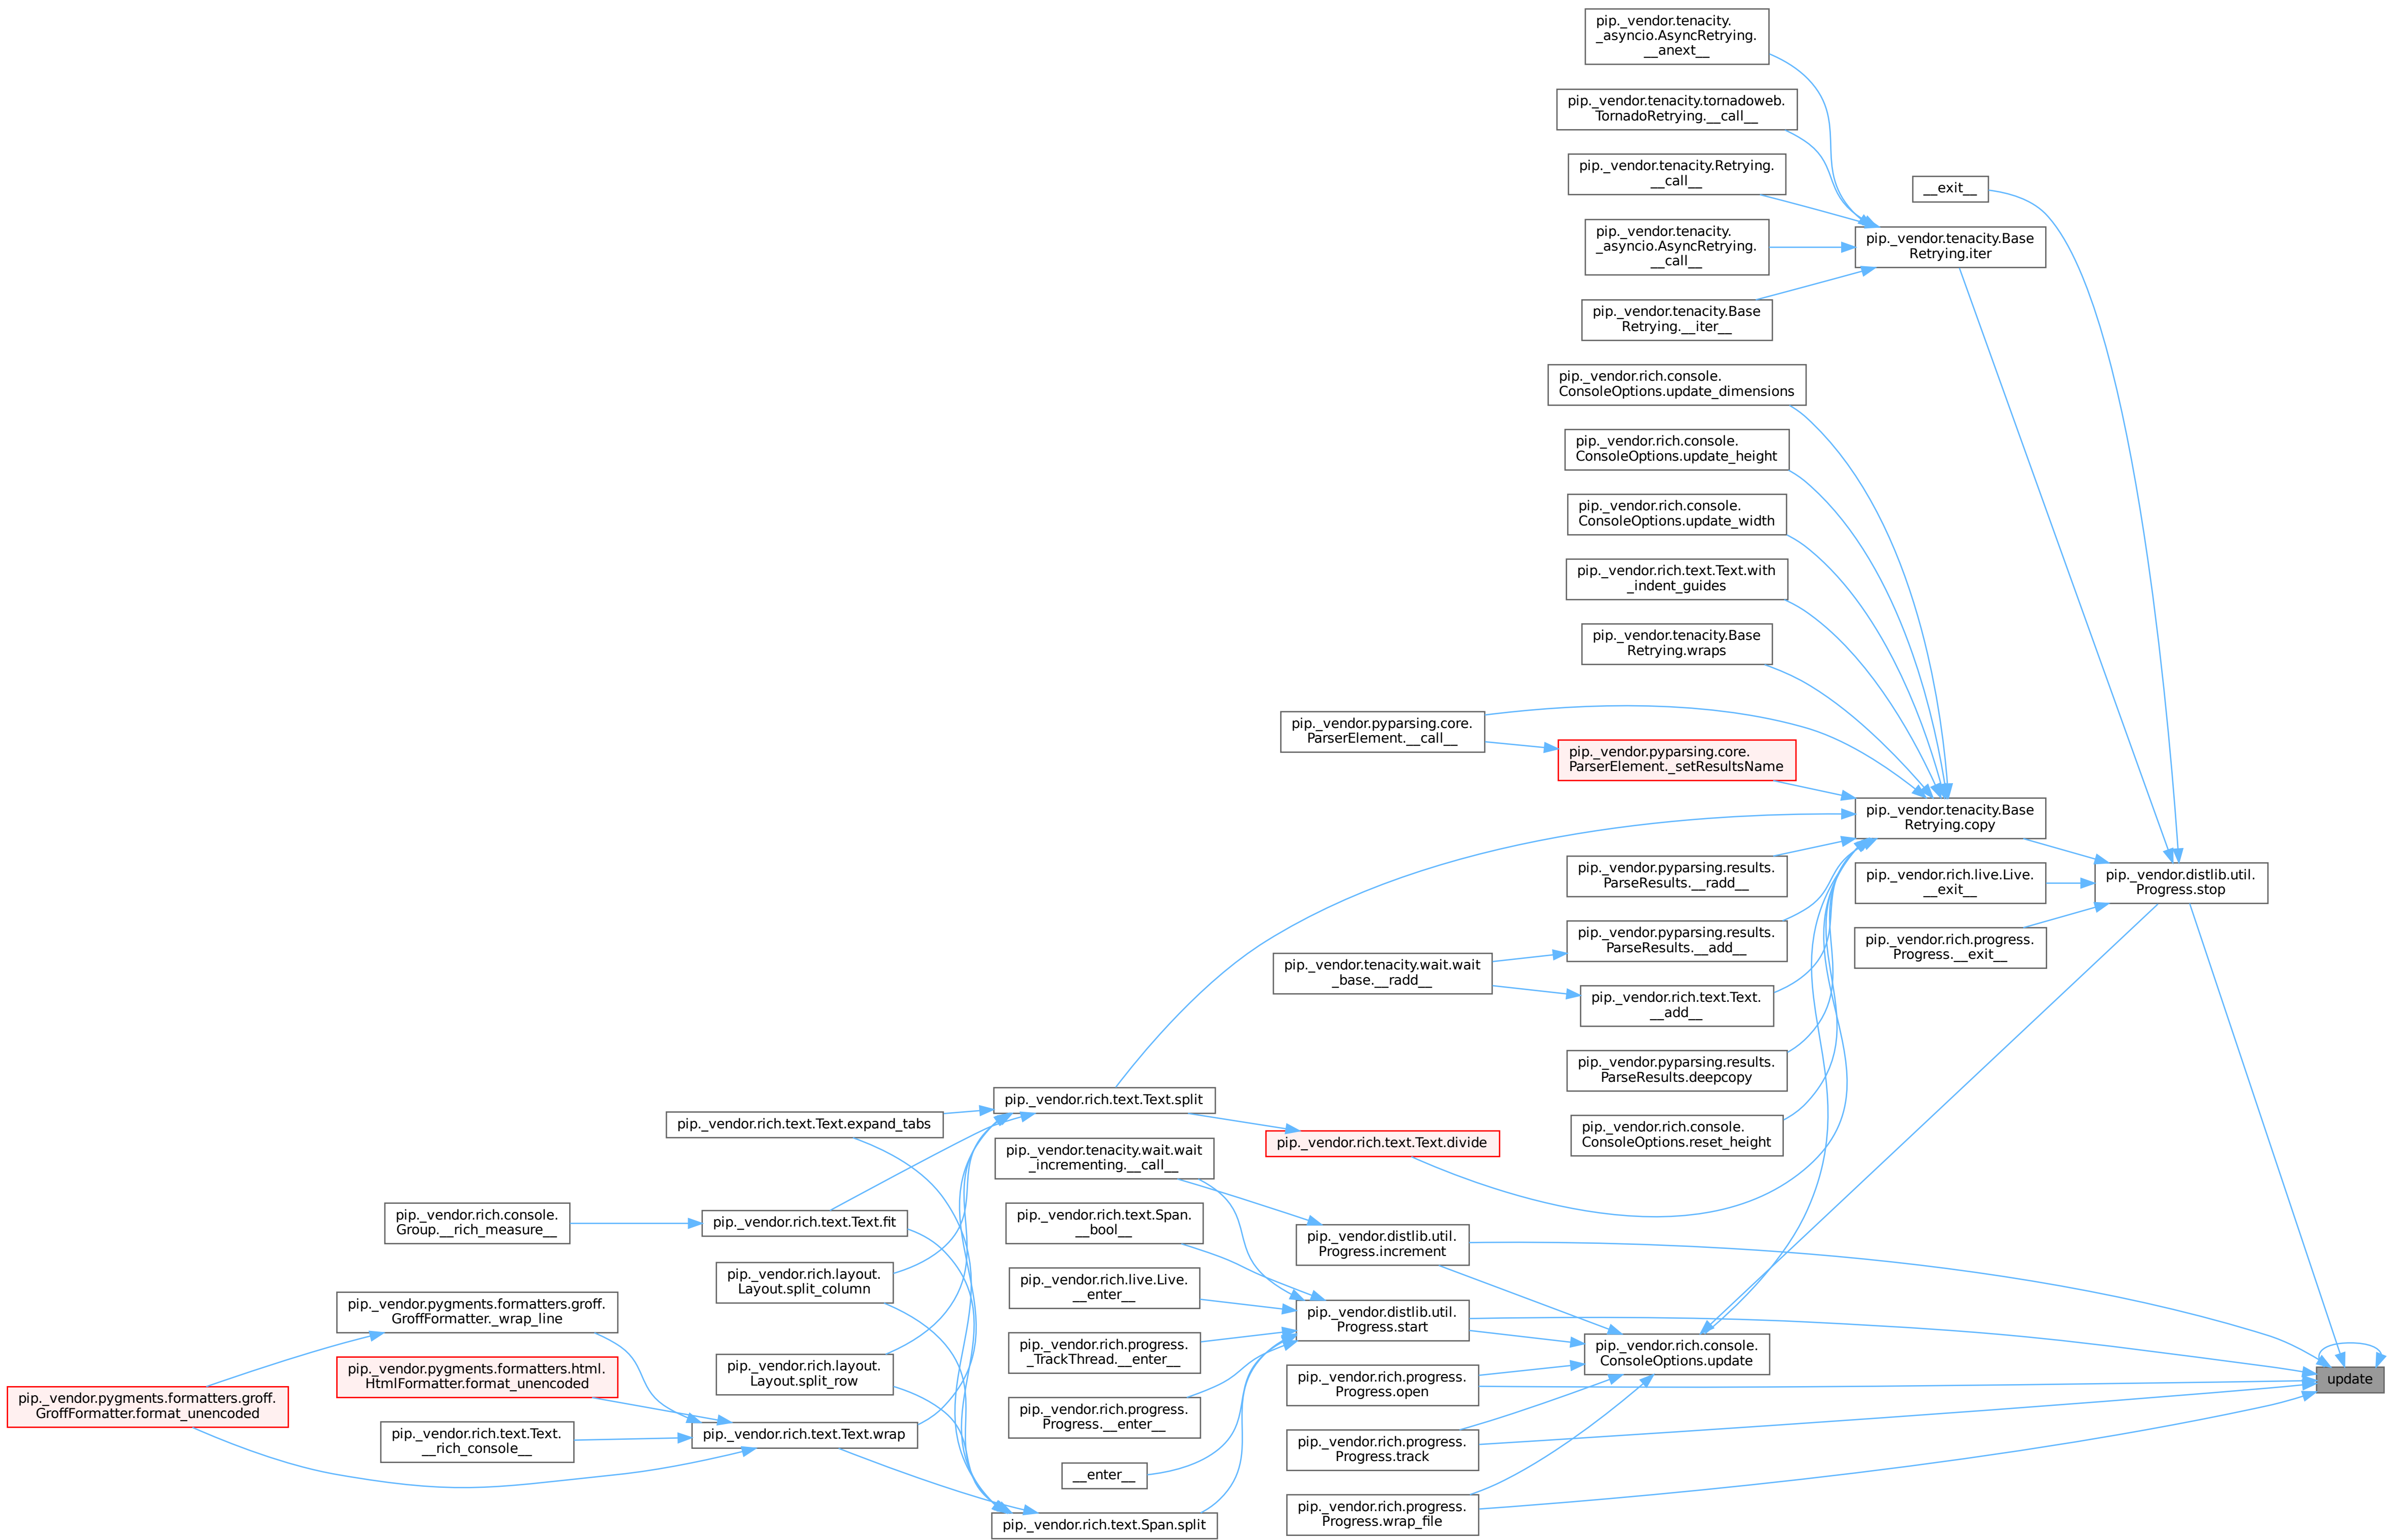 pip._vendor.tenacity.
_asyncio.AsyncRetrying.
__anext__
pip._vendor.tenacity.tornadoweb.
TornadoRetrying.__call__
pip._vendor.tenacity.Retrying.
__call__
__exit__
pip._vendor.tenacity.
_asyncio.AsyncRetrying.
__call__
pip._vendor.tenacity.Base
Retrying.iter
pip._vendor.tenacity.Base
Retrying.__iter__
pip._vendor.rich.console.
ConsoleOptions.update_dimensions
pip._vendor.rich.console.
ConsoleOptions.update_height
pip._vendor.rich.console.
ConsoleOptions.update_width
pip._vendor.rich.text.Text.with
_indent_guides
pip._vendor.tenacity.Base
Retrying.wraps
pip._vendor.pyparsing.core.
ParserElement.__call__
pip._vendor.pyparsing.core.
ParserElement._setResultsName
pip._vendor.tenacity.Base
Retrying.copy
pip._vendor.pyparsing.results.
ParseResults.__radd__
pip._vendor.rich.live.Live.
__exit__
pip._vendor.distlib.util.
Progress.stop
pip._vendor.pyparsing.results.
ParseResults.__add__
pip._vendor.rich.progress.
Progress.__exit__
pip._vendor.tenacity.wait.wait
_base.__radd__
pip._vendor.rich.text.Text.
__add__
pip._vendor.pyparsing.results.
ParseResults.deepcopy
pip._vendor.rich.text.Text.split
pip._vendor.rich.text.Text.expand_tabs
pip._vendor.rich.console.
ConsoleOptions.reset_height
pip._vendor.rich.text.Text.divide
pip._vendor.tenacity.wait.wait
_incrementing.__call__
pip._vendor.rich.console.
Group.__rich_measure__
pip._vendor.rich.text.Text.fit
pip._vendor.rich.text.Span.
__bool__
pip._vendor.distlib.util.
Progress.increment
pip._vendor.rich.layout.
Layout.split_column
pip._vendor.rich.live.Live.
__enter__
pip._vendor.pygments.formatters.groff.
GroffFormatter._wrap_line
pip._vendor.distlib.util.
Progress.start
pip._vendor.rich.progress.
_TrackThread.__enter__
pip._vendor.rich.console.
ConsoleOptions.update
pip._vendor.pygments.formatters.html.
HtmlFormatter.format_unencoded
pip._vendor.rich.layout.
Layout.split_row
pip._vendor.rich.progress.
Progress.open
update
pip._vendor.pygments.formatters.groff.
GroffFormatter.format_unencoded
pip._vendor.rich.progress.
Progress.__enter__
pip._vendor.rich.text.Text.
__rich_console__
pip._vendor.rich.text.Text.wrap
pip._vendor.rich.progress.
Progress.track
__enter__
pip._vendor.rich.progress.
Progress.wrap_file
pip._vendor.rich.text.Span.split